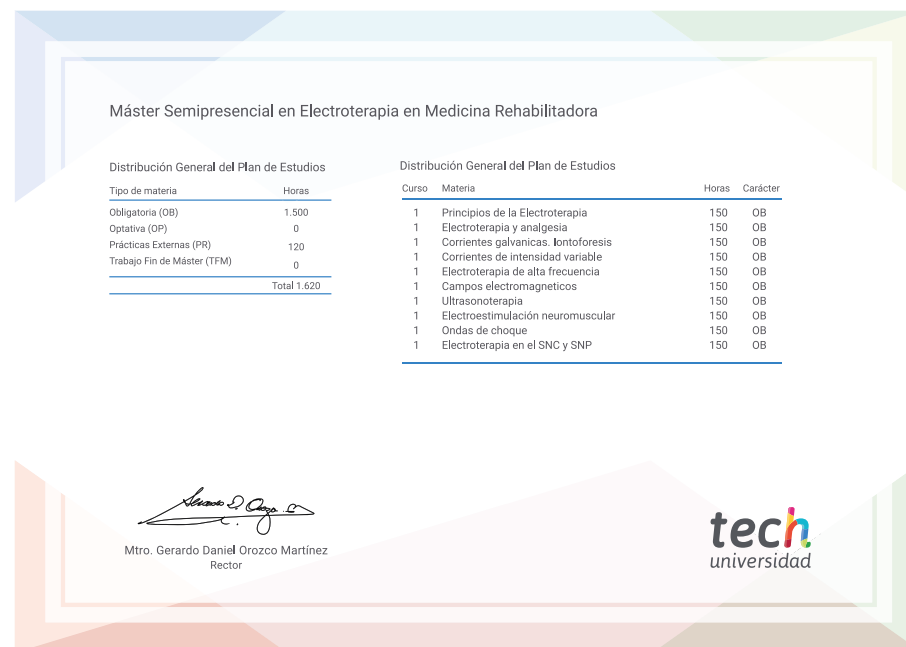 Máster Semipresencial en Electroterapia en Medicina Rehabilitadora
Distribución General del Plan de Estudios
Tipo de materia Horas
Obligatoria (OB) 1.500
Optativa (OP) 0
Prácticas Externas (PR) 120
Trabajo Fin de Máster (TFM) 0
Total 1.620
Distribución General del Plan de Estudios
Curso Materia Horas Carácter
1 Principios de la Electroterapia 150 OB
1 Electroterapia y analgesia 150 OB
1 Corrientes galvanicas. Iontoforesis 150 OB
1 Corrientes de intensidad variable 150 OB
1 Electroterapia de alta frecuencia 150 OB
1 Campos electromagneticos 150 OB
1 Ultrasonoterapia 150 OB
1 Electroestimulación neuromuscular 150 OB
1 Ondas de choque 150 OB
1 Electroterapia en el SNC y SNP 150 OB
Mtro. Gerardo Daniel Orozco Martínez
Rector
tech
universidad